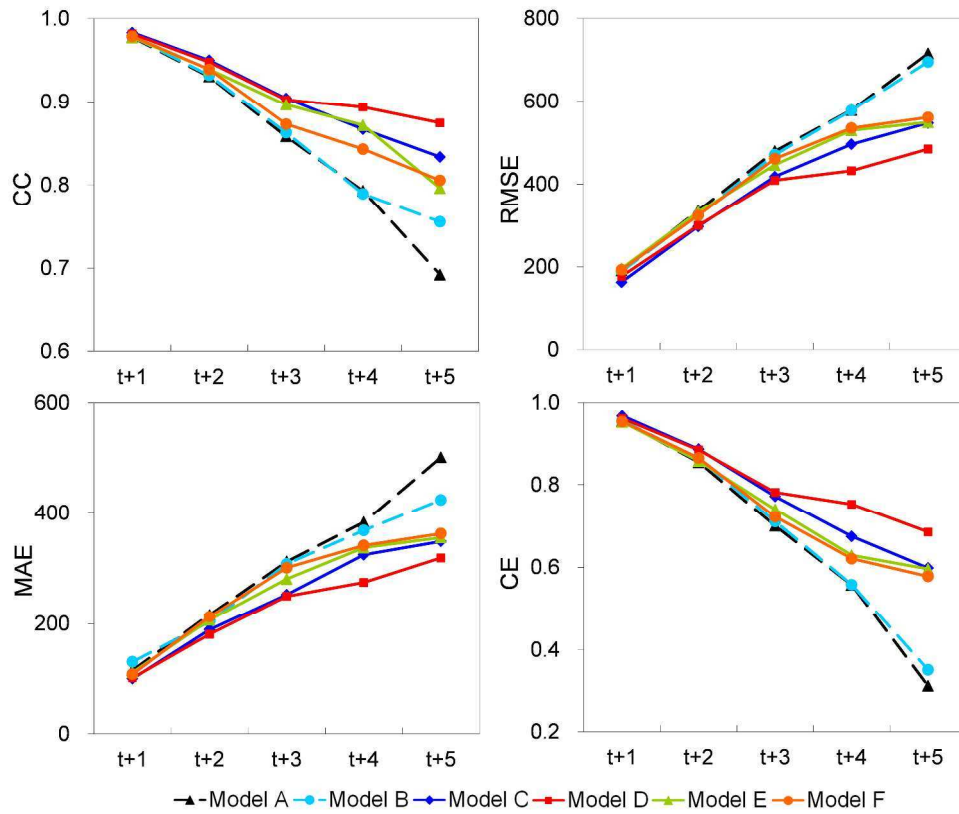 1.0
0.9
0.8
0.7
0.6
CC
t+1 t+2 t+3 t+4 t+5
800
600
400
200
0
RMSE
t+1 t+2 t+3 t+4 t+5
600
400
200
0
MAE
t+1 t+2 t+3 t+4 t+5
1.0
0.8
0.6
0.4
0.2
CE
t+1 t+2 t+3 t+4 t+5
Model A Model B Model C Model D Model E Model F